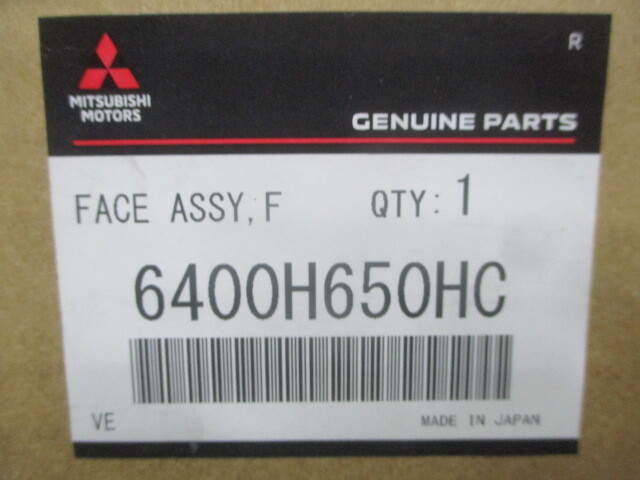 R
MITSUBISHI
MOTORS
GENUINE PARTS
FACE ASSY,F QTY: 1
6400H650HC
VE MADE IN JAPAN